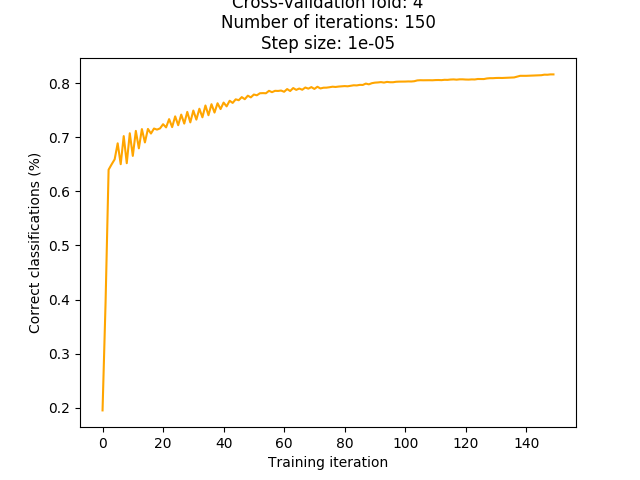 Cross-validation fold: 4
Number of iterations: 150
Step size: 1e-05
0.8
0.7
0.6
0.5
0.4
0.3
0.2
Correct classifications (%)
0 20 40 60 80 100 120 140
Training iteration